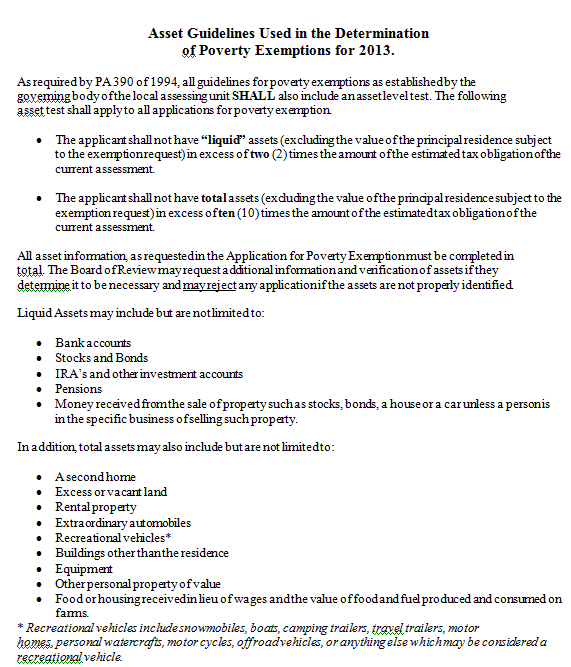 Asset Guidelines Used in the Determination
of Poverty Exemptions for 2013.
As required by PA 390 of 1994, all guidelines for poverty exemptions as established by the
governing body of the local assessing unit SHALL also include an asset level test. The following
asset test shall apply to all applications for poverty exemption.
• The applicant shall not have “liquid” assets (excluding the value of the principal residence subject
to the exemption request) in excess of two (2) times the amount of the estimated tax obligation of the
current assessment.
• The applicant shall not have total assets (excluding the value of the principal residence subject to the
exemption request) in excess of ten (10) times the amount of the estimated tax obligation of the
current assessment.
All asset information, as requested in the Application for Poverty Exemption must be completed in
total. The Board of Review may request additional information and verification of assets if they
determine it to be necessary and may reject any application if the assets are not properly identified.
Liquid Assets may include but are not limited to:
• Bank accounts
• Stocks and Bonds
• IRA’s and other investment accounts
• Pensions
• Money received from the sale of property such as stocks, bonds, a house or a car unless a person is
in the specific business of selling such property.
In addition, total assets may also include but are not limited to:
• A second home
• Excess or vacant land
• Rental property
• Extraordinary automobiles
• Recreational vehicles*
• Buildings other than the residence
• Equipment
• Other personal property of value
• Food or housing received in lieu of wages and the value of food and fuel produced and consumed on
farms.
* Recreational vehicles include snowmobiles, boats, camping trailers, travel trailers, motor
homes, personal watercrafts, motor cycles, off road vehicles, or anything else which may be considered a
recreational vehicle.